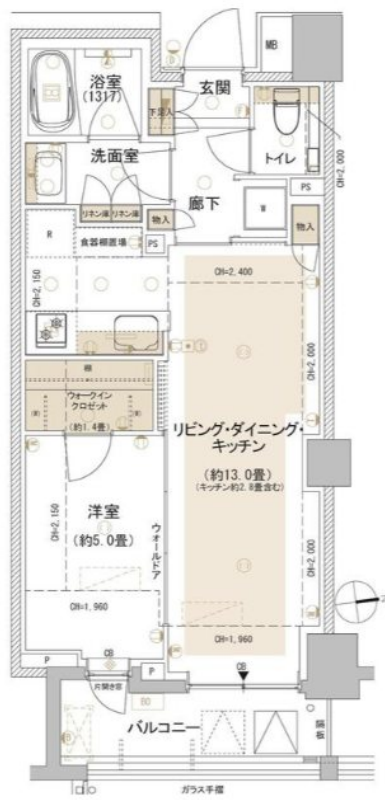 MB
浴室
(1317)
玄関
下足入
トイレ
CH=2,000
洗面室
廊下
PS
W
リネン庫
リネン庫
物入
物入
R
食器棚置場
PS
CH=2,150
CH=2,400
CH=2,000
棚
ウォークイン
クロゼット
(約1.4畳)
リビング・ダイニング・
キッチン
(約13.0畳)
(キッチン約2.8畳含む)
洋室
(約5.0畳)
CH=2,150
ウォールドア
CH=2,000
CH=1,960
CH=1,960
P
CB
P
CB
片開き窓
バルコニー
隔板
ガラス手摺